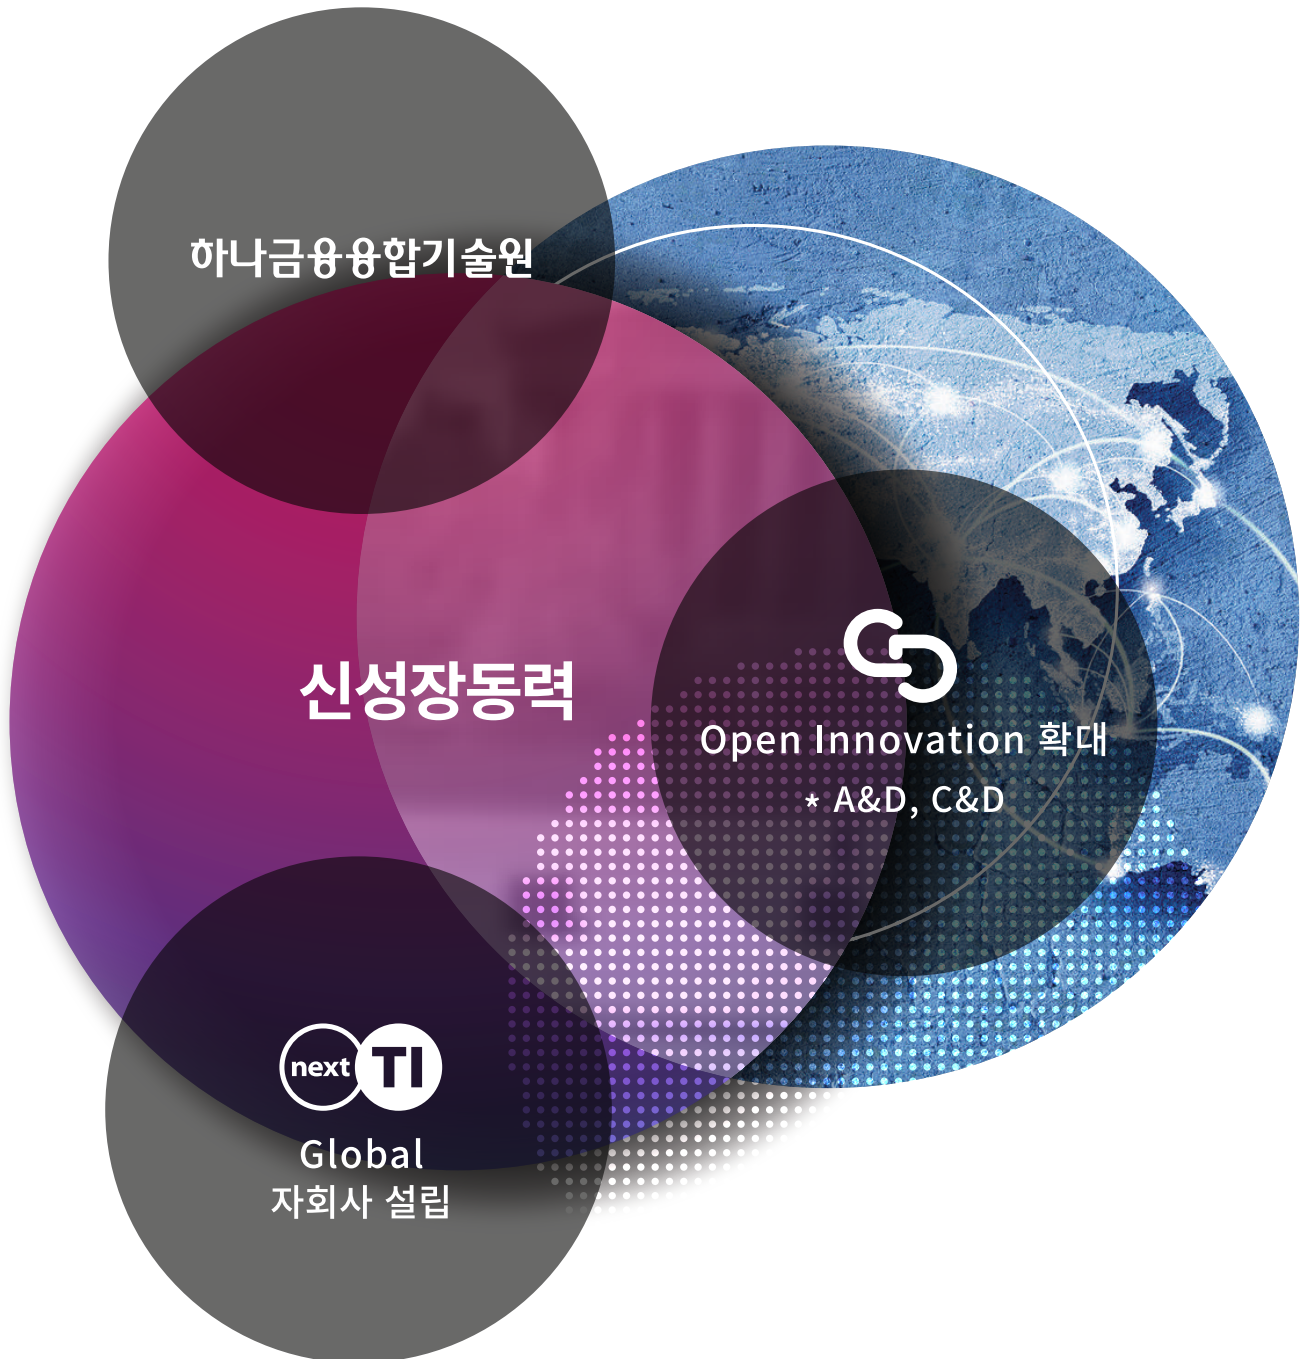 하나금융융합기술원
신성장동력
Open Innovation 확대
* A&D, C&D
next TI
Global
자회사 설립